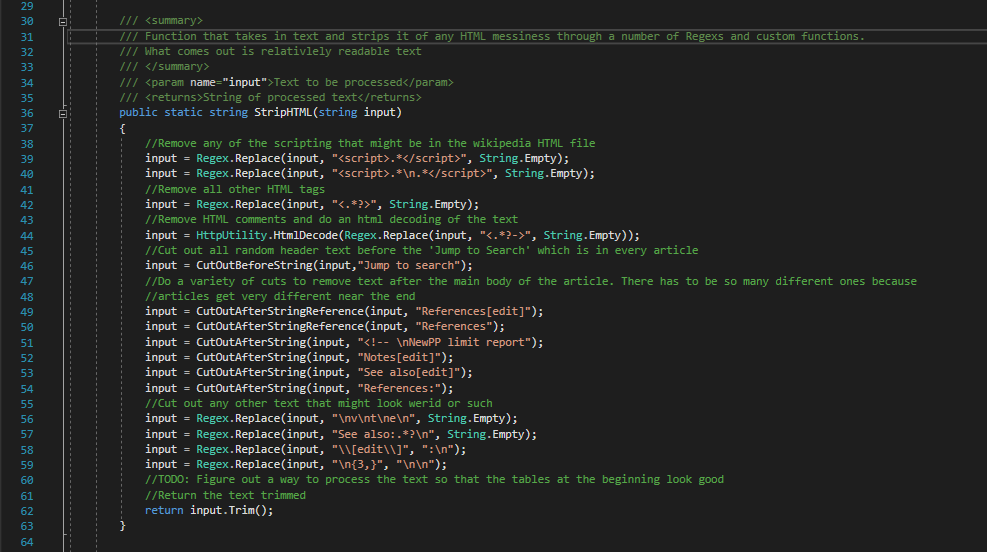 29
30 /// <summary>
31 /// Function that takes in text and strips it of any HTML messiness through a number of Regexs and custom functions.
32 /// What comes out is relativlely readable text
33 /// </summary>
34 /// <param name="input">Text to be processed</param>
35 /// <returns>String of processed text</returns>
36 public static string StripHTML(string input)
37 {
38 //Remove any of the scripting that might be in the wikipedia HTML file
39 input = Regex.Replace(input, "<script>.*</script>", String.Empty);
40 input = Regex.Replace(input, "<script>.*\n.*</script>", String.Empty);
41 //Remove all other HTML tags
42 input = Regex.Replace(input, "<.*?>", String.Empty);
43 //Remove HTML comments and do an html decoding of the text
44 input = HttpUtility.HtmlDecode(Regex.Replace(input, "<.*?->", String.Empty));
45 //Cut out all random header text before the 'Jump to Search' which is in every article
46 input = CutOutBeforeString(input,"Jump to search");
47 //Do a variety of cuts to remove text after the main body of the article. There has to be so many different ones because
48 //articles get very different near the end
49 input = CutOutAfterStringReference(input, "References[edit]");
50 input = CutOutAfterStringReference(input, "References");
51 input = CutOutAfterString(input, "<!-- \nNewPP limit report");
52 input = CutOutAfterString(input, "Notes[edit]");
53 input = CutOutAfterString(input, "See also[edit]");
54 input = CutOutAfterString(input, "References:");
55 //Cut out any other text that might look werid or such
56 input = Regex.Replace(input, "\nv\nt\ne\n", String.Empty);
57 input = Regex.Replace(input, "See also:.*?\n", String.Empty);
58 input = Regex.Replace(input, "\\[edit\\]", ":\n");
59 input = Regex.Replace(input, "\n{3,}", "\n\n");
60 //TODO: Figure out a way to process the text so that the tables at the beginning look good
61 //Return the text trimmed
62 return input.Trim();
63 }
64